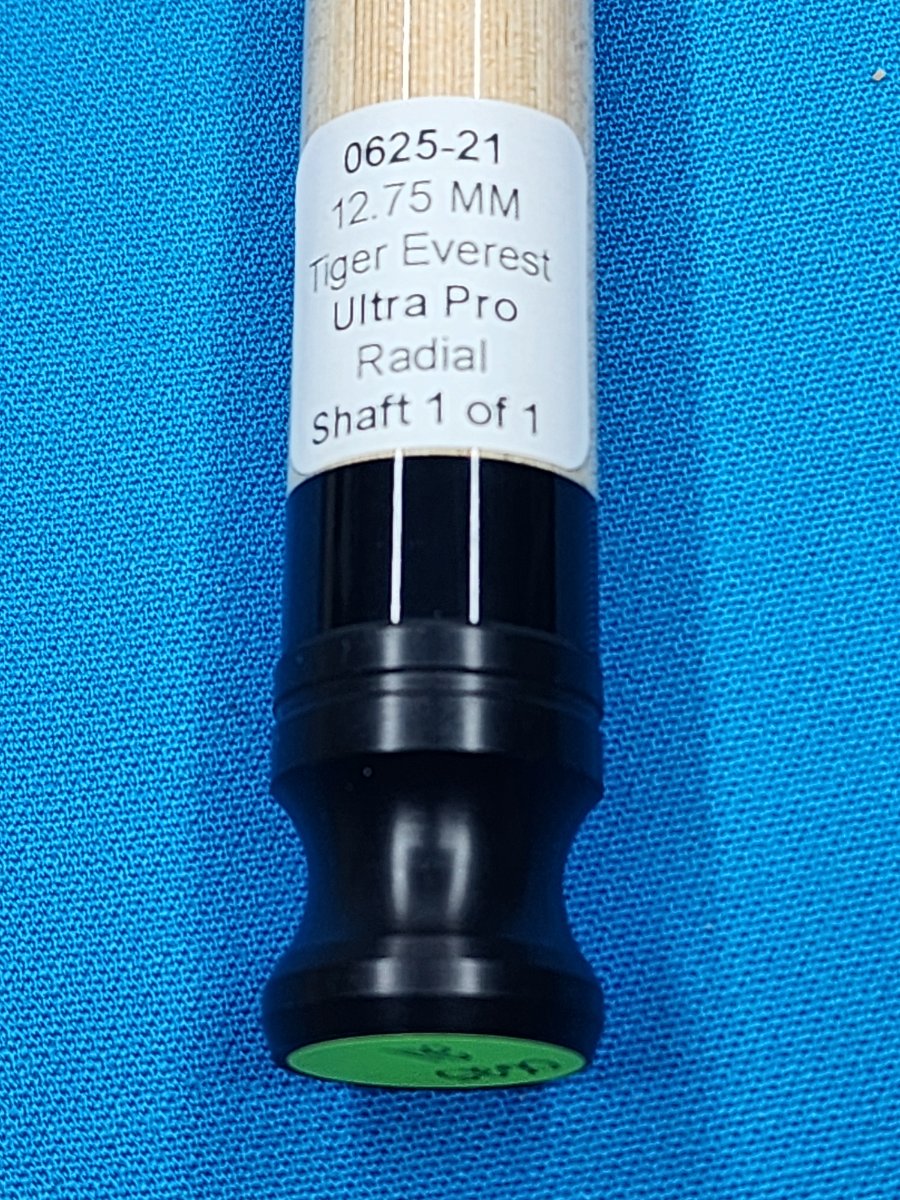 0625-21
12.75 MM
Tiger Everest
Ultra Pro
Radial
Shaft 1 of 1